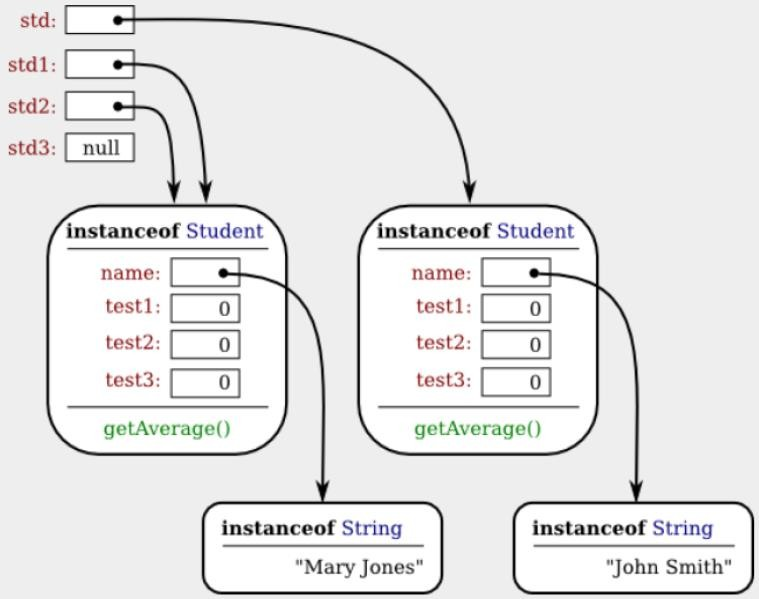 std:
std1:
std2:
std3: null
instanceof Student
name:
test1: 0
test2: 0
test3: 0
getAverage()
instanceof Student
name:
test1: 0
test2: 0
test3: 0
getAverage()
instanceof String
"Mary Jones"
instanceof String
"John Smith"